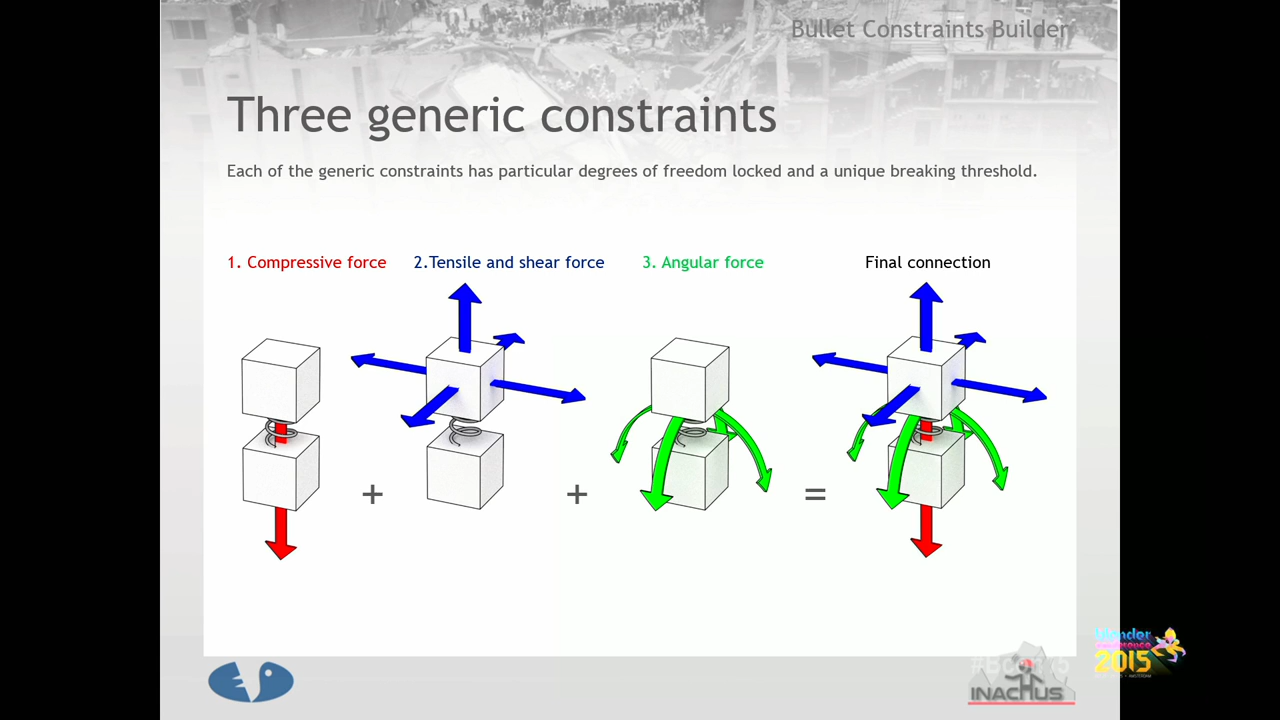 Bullet Constraints Builder
Three generic constraints
Each of the generic constraints has particular degrees of freedom locked and a unique breaking threshold.
1. Compressive force
2.Tensile and shear force
3. Angular force
Final connection
+
+
=
INACHUS
blender
conference
2015